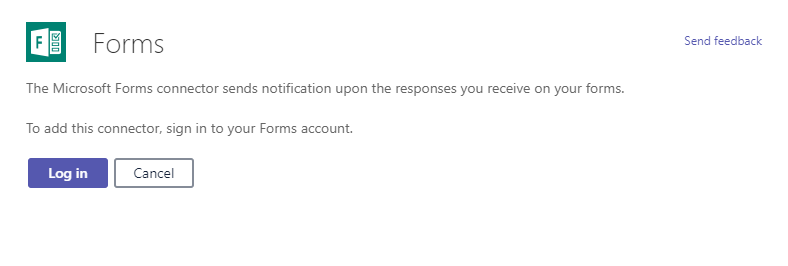 F
Forms
Send feedback
The Microsoft Forms connector sends notification upon the responses you receive on your forms.
To add this connector, sign in to your Forms account.
Log in
Cancel